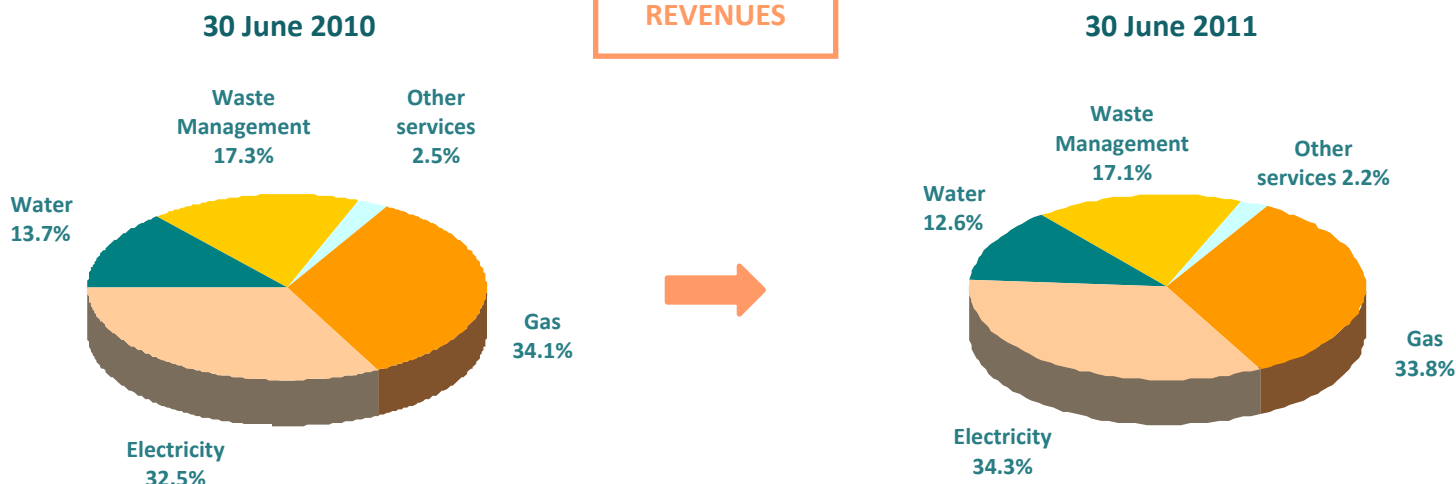 REVENUES
30 June 2010
Waste
Management
17.3%
Other
services
2.5%
Water
13.7%
Gas
34.1%
Electricity
32.5%
30 June 2011
Waste
Management
17.1%
Other
services 2.2%
Water
12.6%
Gas
33.8%
Electricity
34.3%